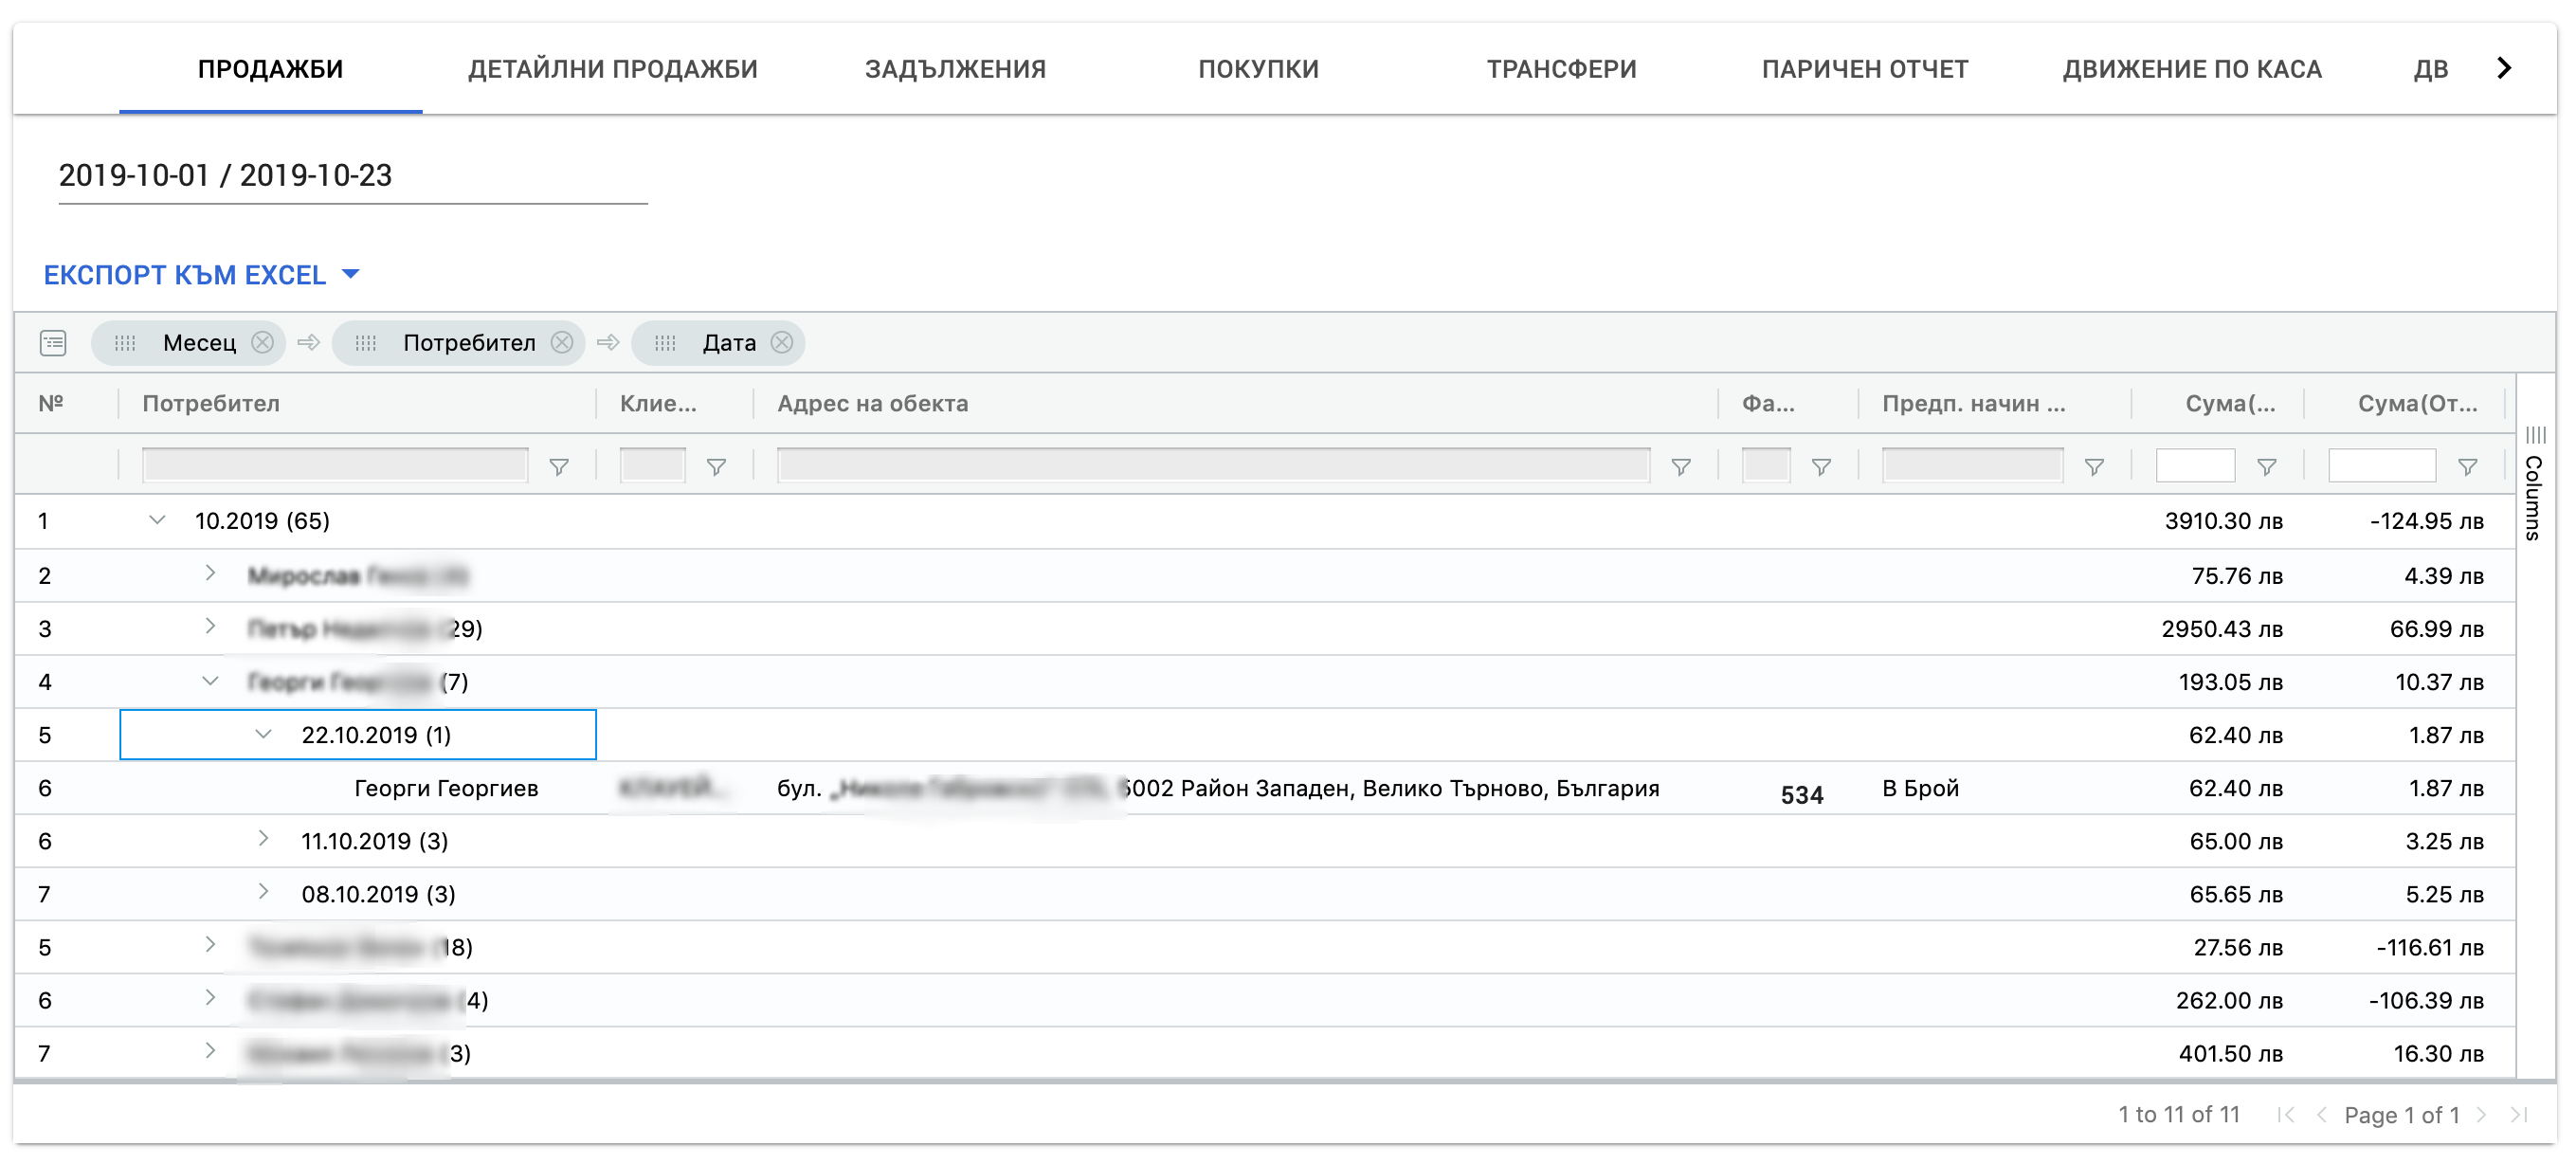 ПРОДАЖБИ ДЕТАЙЛНИ ПРОДАЖБИ ЗАДЪЛЖЕНИЯ ПОКУПКИ ТРАНСФЕРИ ПАРИЧЕН ОТЧЕТ ДВИЖЕНИЕ ПО КАСА ДВ
2019-10-01 / 2019-10-23
ЕКСПОРТ КЪМ EXCEL
Месец Потребител Дата
№ Потребител Клие... Адрес на обекта Фа... Предп. начин ... Сума(... Сума(От...
Columns
1 10.2019 (65) 3910.30 лв -124.95 лв
2 Мирослав 75.76 лв 4.39 лв
3 Петър 29) 2950.43 лв 66.99 лв
4 Георги (7) 193.05 лв 10.37 лв
5 22.10.2019 (1) 62.40 лв 1.87 лв
6 Георги Георгиев бул. 5002 Район Западен, Велико Търново, България 534 В Брой 62.40 лв 1.87 лв
6 11.10.2019 (3) 65.00 лв 3.25 лв
7 08.10.2019 (3) 65.65 лв 5.25 лв
5 18) 27.56 лв -116.61 лв
6 4) 262.00 лв -106.39 лв
7 3) 401.50 лв 16.30 лв
1 to 11 of 11 Page 1 of 1